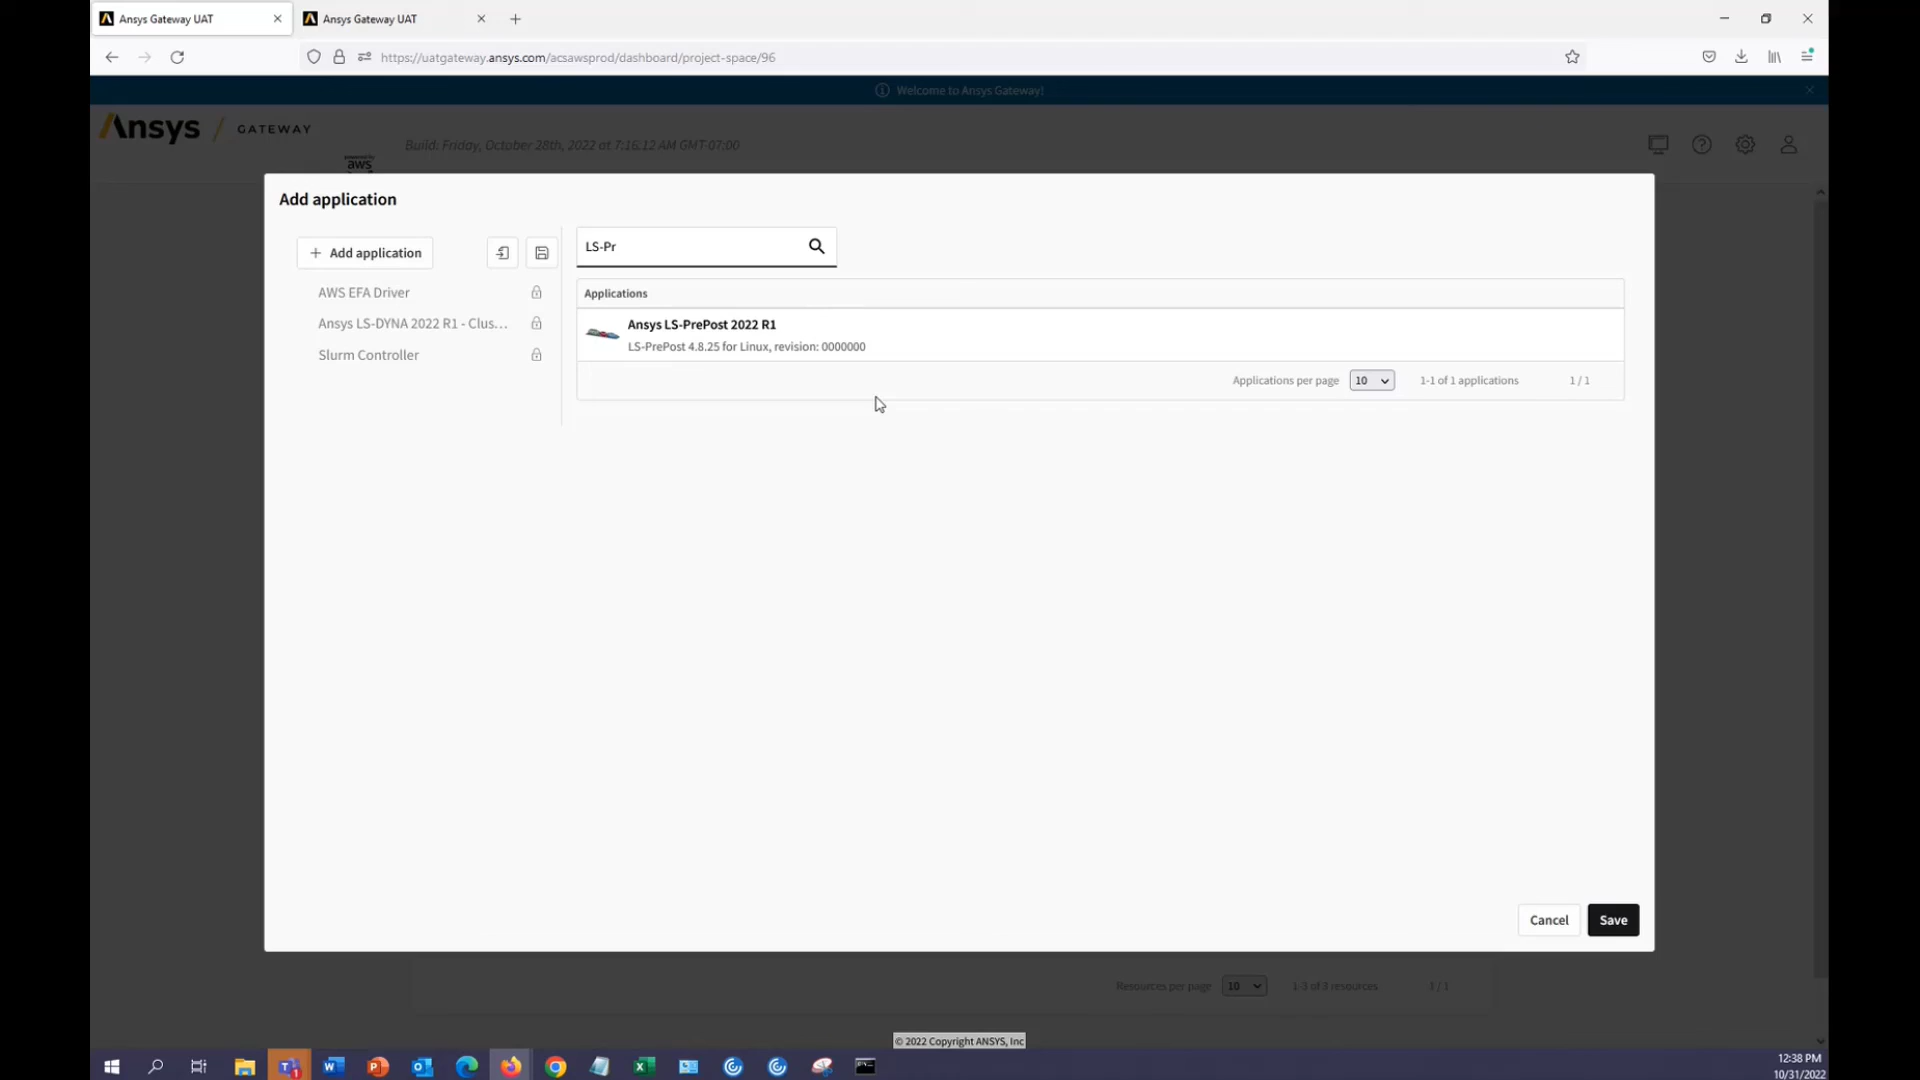 Ansys Gateway UAT
Ansys Gateway UAT
https://uatgateway.ansys.com/acsawsprod/dashboard/project-space/96
Welcome to Ansys Gateway!
Ansys / GATEWAY
powered by
aws
Build: Friday, October 28th, 2022 at 7:16:12 AM GMT-07:00
Add application
Add application
AWS EFA Driver
Ansys LS-DYNA 2022 R1 - Clus...
Slurm Controller
LS-Pr
Applications
Ansys LS-PrePost 2022 R1
LS-PrePost 4.8.25 for Linux, revision: 0000000
Applications per page 10 1-1 of 1 applications 1 / 1
Cancel Save
Resources per page 10 1-3 of 3 resources 1 / 1
© 2022 Copyright ANSYS, Inc
12:38 PM
10/31/2022